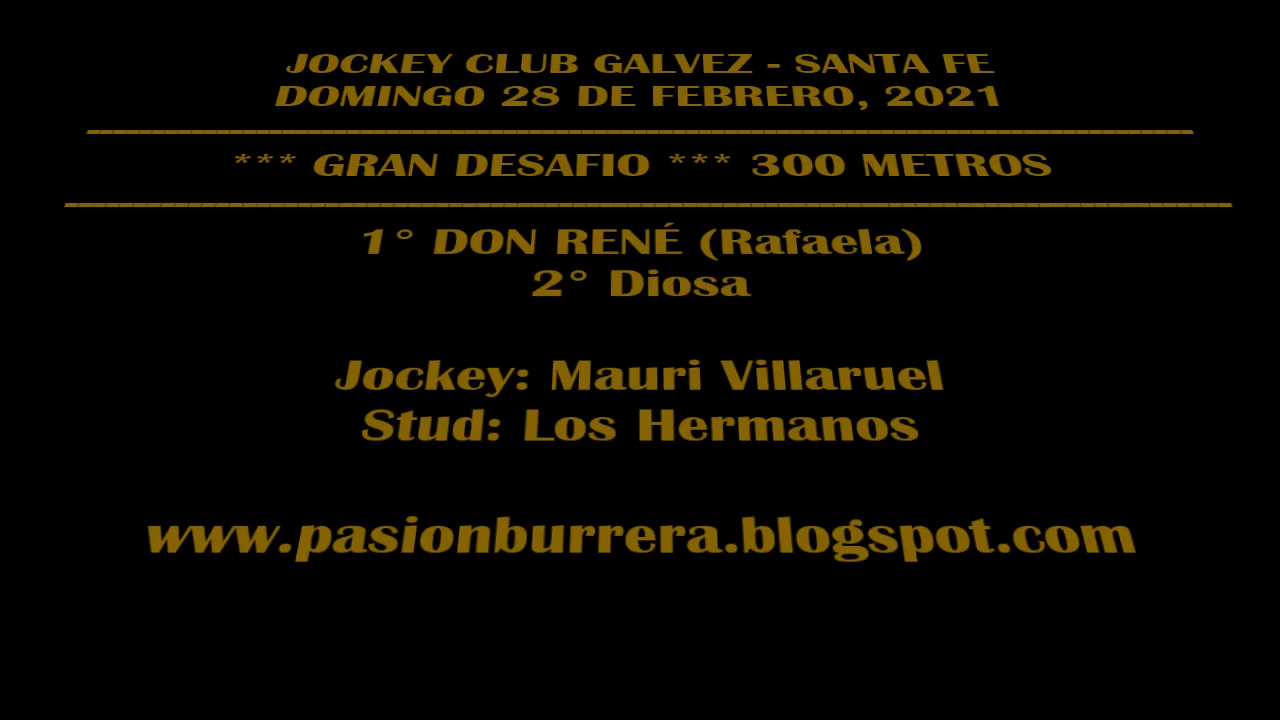 JOCKEY CLUB GALVEZ - SANTA FE
DOMINGO 28 DE FEBRERO, 2021
*** GRAN DESAFIO *** 300 METROS
1° DON RENÉ (Rafaela)
2° Diosa
Jockey: Mauri Villaruel
Stud: Los Hermanos
www.pasionburrera.blogspot.com